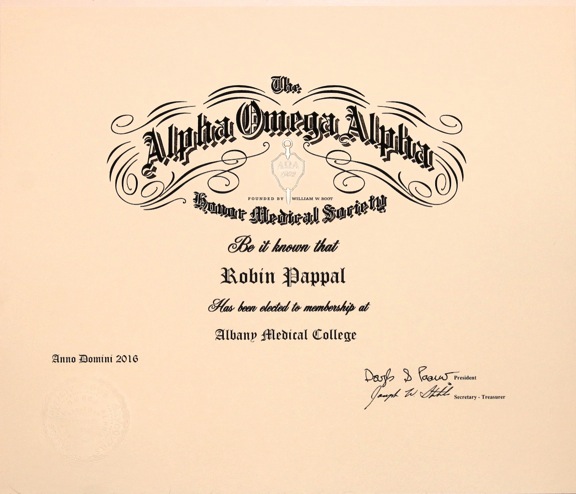 The
Alpha Omega Alpha
AΩA
FOUNDED BY WILLIAM W ROOT
Honor Medical Society
Be it known that
Robin Pappal
Has been elected to membership at
Albany Medical College
Anno Domini 2016
President
Secretary - Treasurer